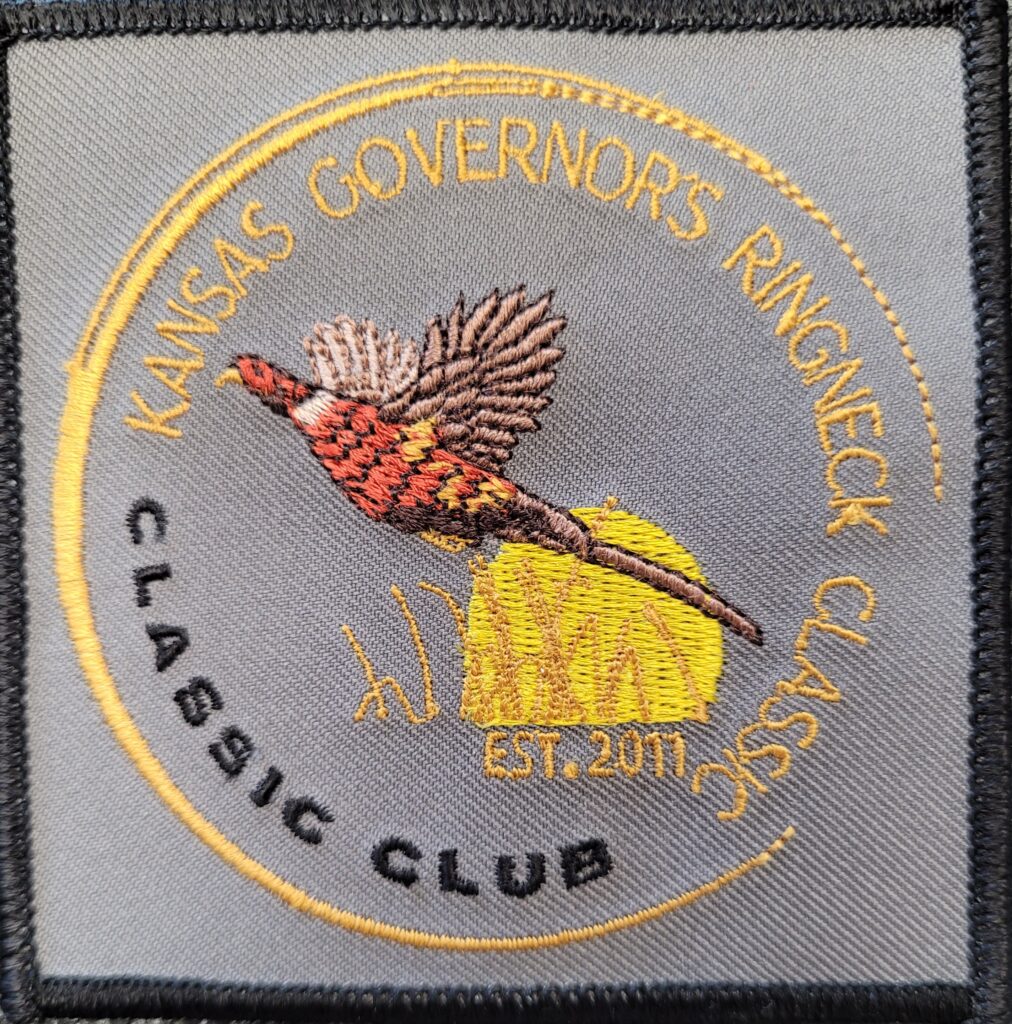 KANSAS GOVERNOR'S RINGNECK CLASSIC
EST. 2011
CLASSIC CLUB